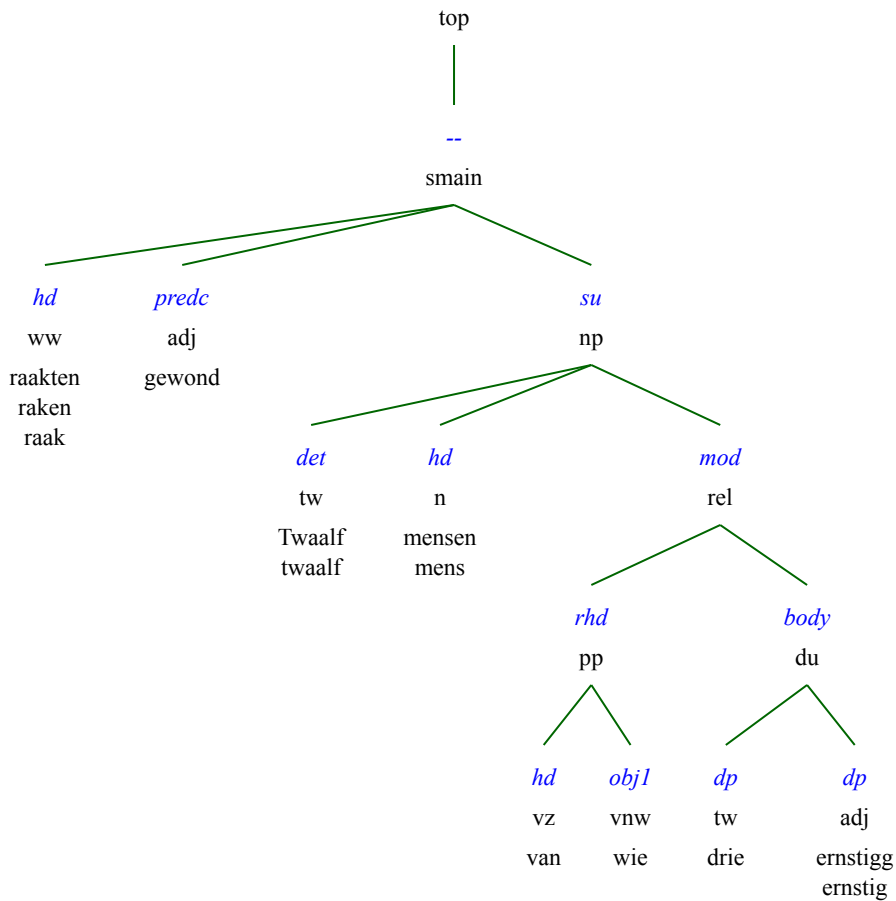 top
--
smain
hd predc su
ww adj np
raakten gewond
raken
raak
det hd mod
tw n rel
Twaalf mensen
twaalf mens
rhd body
pp du
hd obj1 dp dp
vz vnw tw adj
van wie drie ernstigg
ernstig